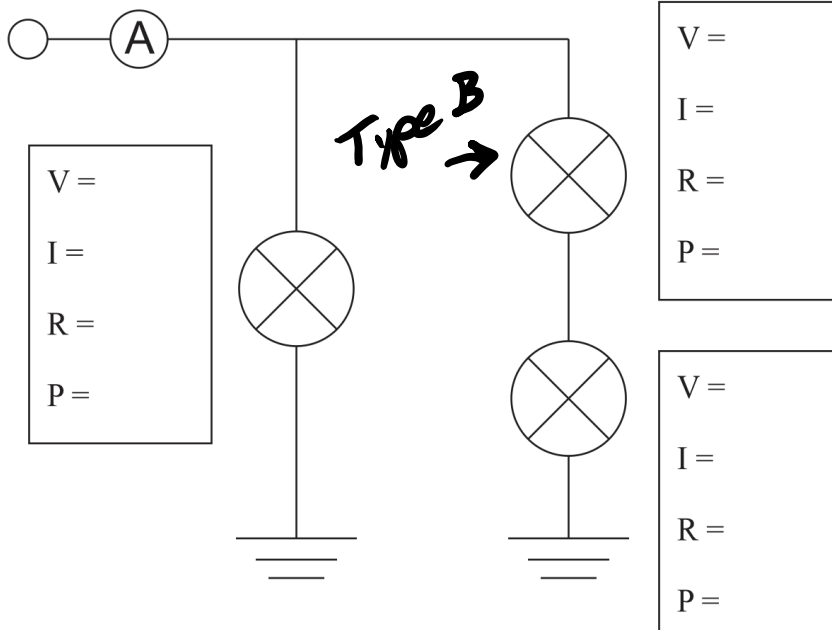 A
Type B
V =
I =
R =
P =
V =
I =
R =
P =
V =
I =
R =
P =